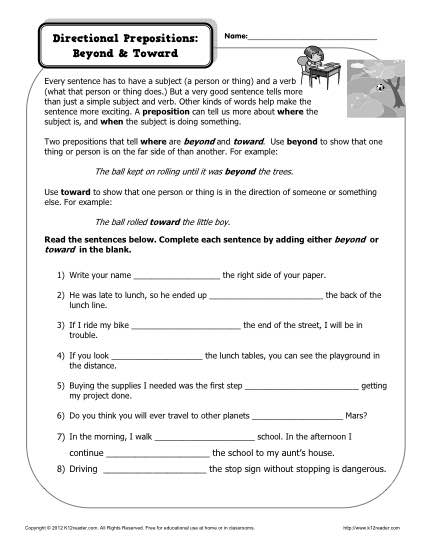 Directional Prepositions:
Beyond & Toward
Name:______________________________
Every sentence has to have a subject (a person or thing) and a verb
(what that person or thing does.) But a very good sentence tells more
than just a simple subject and verb. Other kinds of words help make the
sentence more exciting. A preposition can tell us more about where the
subject is, and when the subject is doing something.
Two prepositions that tell where are beyond and toward. Use beyond to show that one
thing or person is on the far side of than another. For example:
The ball kept on rolling until it was beyond the trees.
Use toward to show that one person or thing is in the direction of someone or something
else. For example:
The ball rolled toward the little boy.
Read the sentences below. Complete each sentence by adding either beyond or
toward in the blank.
1) Write your name ___________________ the right side of your paper.
2) He was late to lunch, so he ended up _________________________ the back of the
lunch line.
3) If I ride my bike ________________________ the end of the street, I will be in
trouble.
4) If you look ____________________ the lunch tables, you can see the playground in
the distance.
5) Buying the supplies I needed was the first step _________________________ getting
my project done.
6) Do you think you will ever travel to other planets ____________________ Mars?
7) In the morning, I walk ______________________ school. In the afternoon I
continue ______________________ the school to my aunt's house.
8) Driving ______________________ the stop sign without stopping is dangerous.
Copyright © 2012 K12reader.com. All Rights Reserved. Free for educational use at home or in classrooms. http://www.k12reader.com